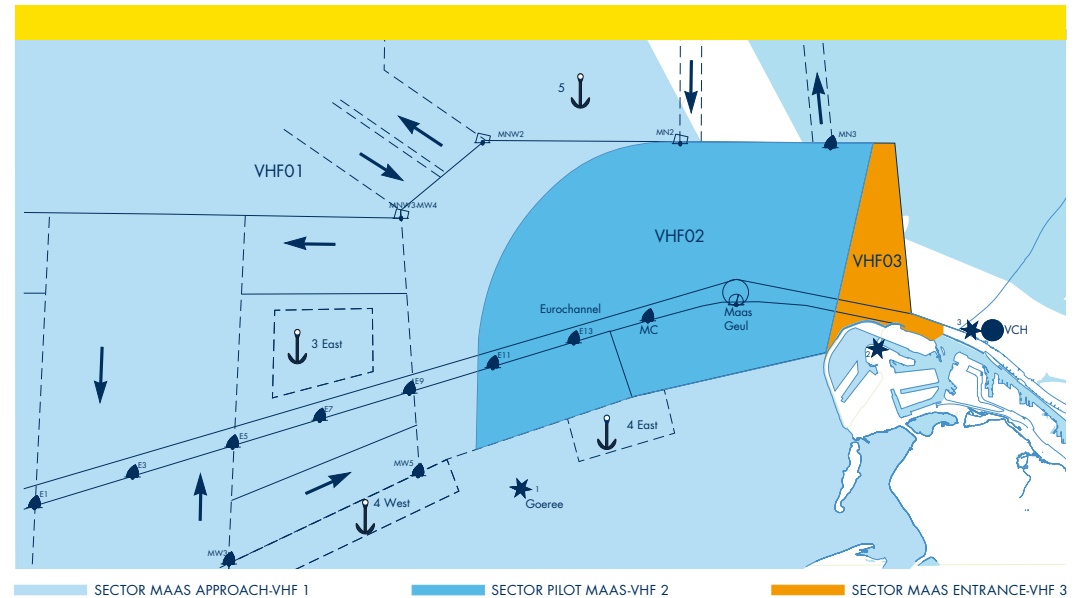 5
MNW2
MN2
MN3
VHF01
MNW3-MW4
VHF02
VHF03
Eurochannel
Maas
Geul
MC
E13
3
VCH
3 East
2
E11
E9
E7
4 East
E5
E3
MW5
1
Goeree
E1
4 West
MW3
SECTOR MAAS APPROACH-VHF 1
SECTOR PILOT MAAS-VHF 2
SECTOR MAAS ENTRANCE-VHF 3